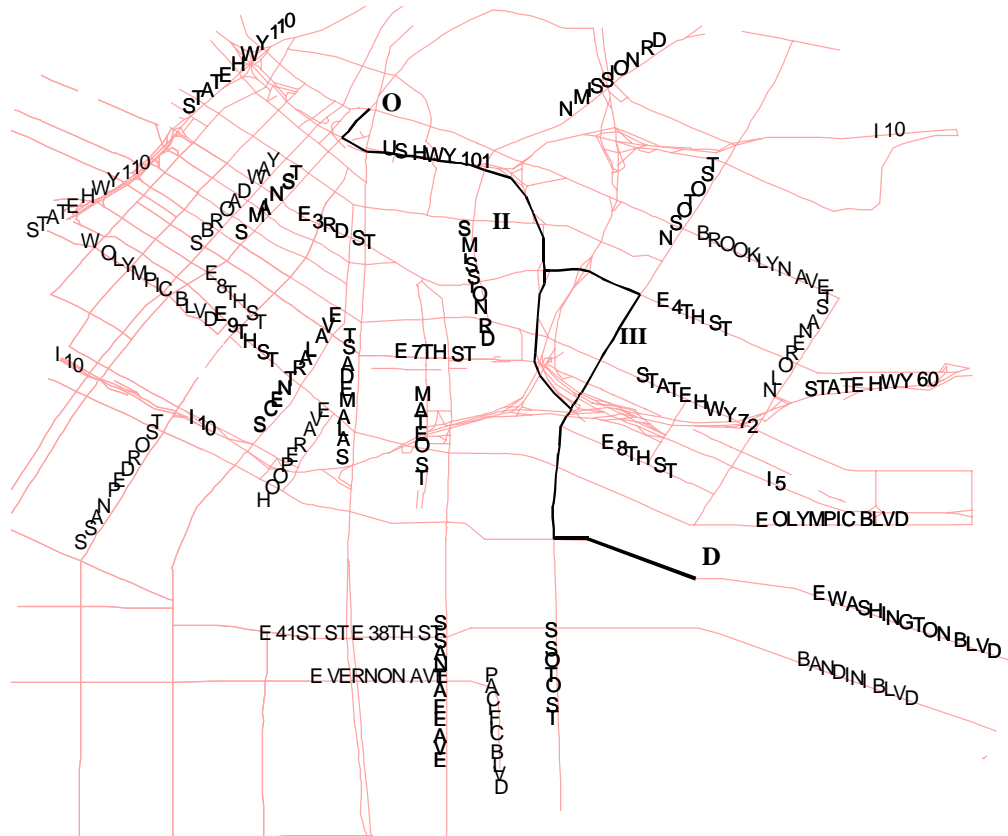 STATE HWY 110
N MISSION RD
O
I 10
US HWY 101
STATE HWY 110
S BROADWAY
S MAIN ST
E 3RD ST
II
S MISSION RD
N SOTO ST
BROOKLYN AVE
W OLYMPIC BLVD
E 8TH ST
E 9TH ST
S CENTRAL AVE
S ALAMEDA ST
E 7TH ST
III
E 4TH ST
N LORENA ST
I 10
I 10
STATE HWY 60
STATE HWY 72
MATEO ST
HOOPER AVE
S SAN PEDRO ST
E 8TH ST
I 5
E OLYMPIC BLVD
D
E WASHINGTON BLVD
E 41ST ST
E 38TH ST
S SANTA FE AVE
S SOTO ST
E VERNON AVE
PACIFIC BLVD
BANDINI BLVD